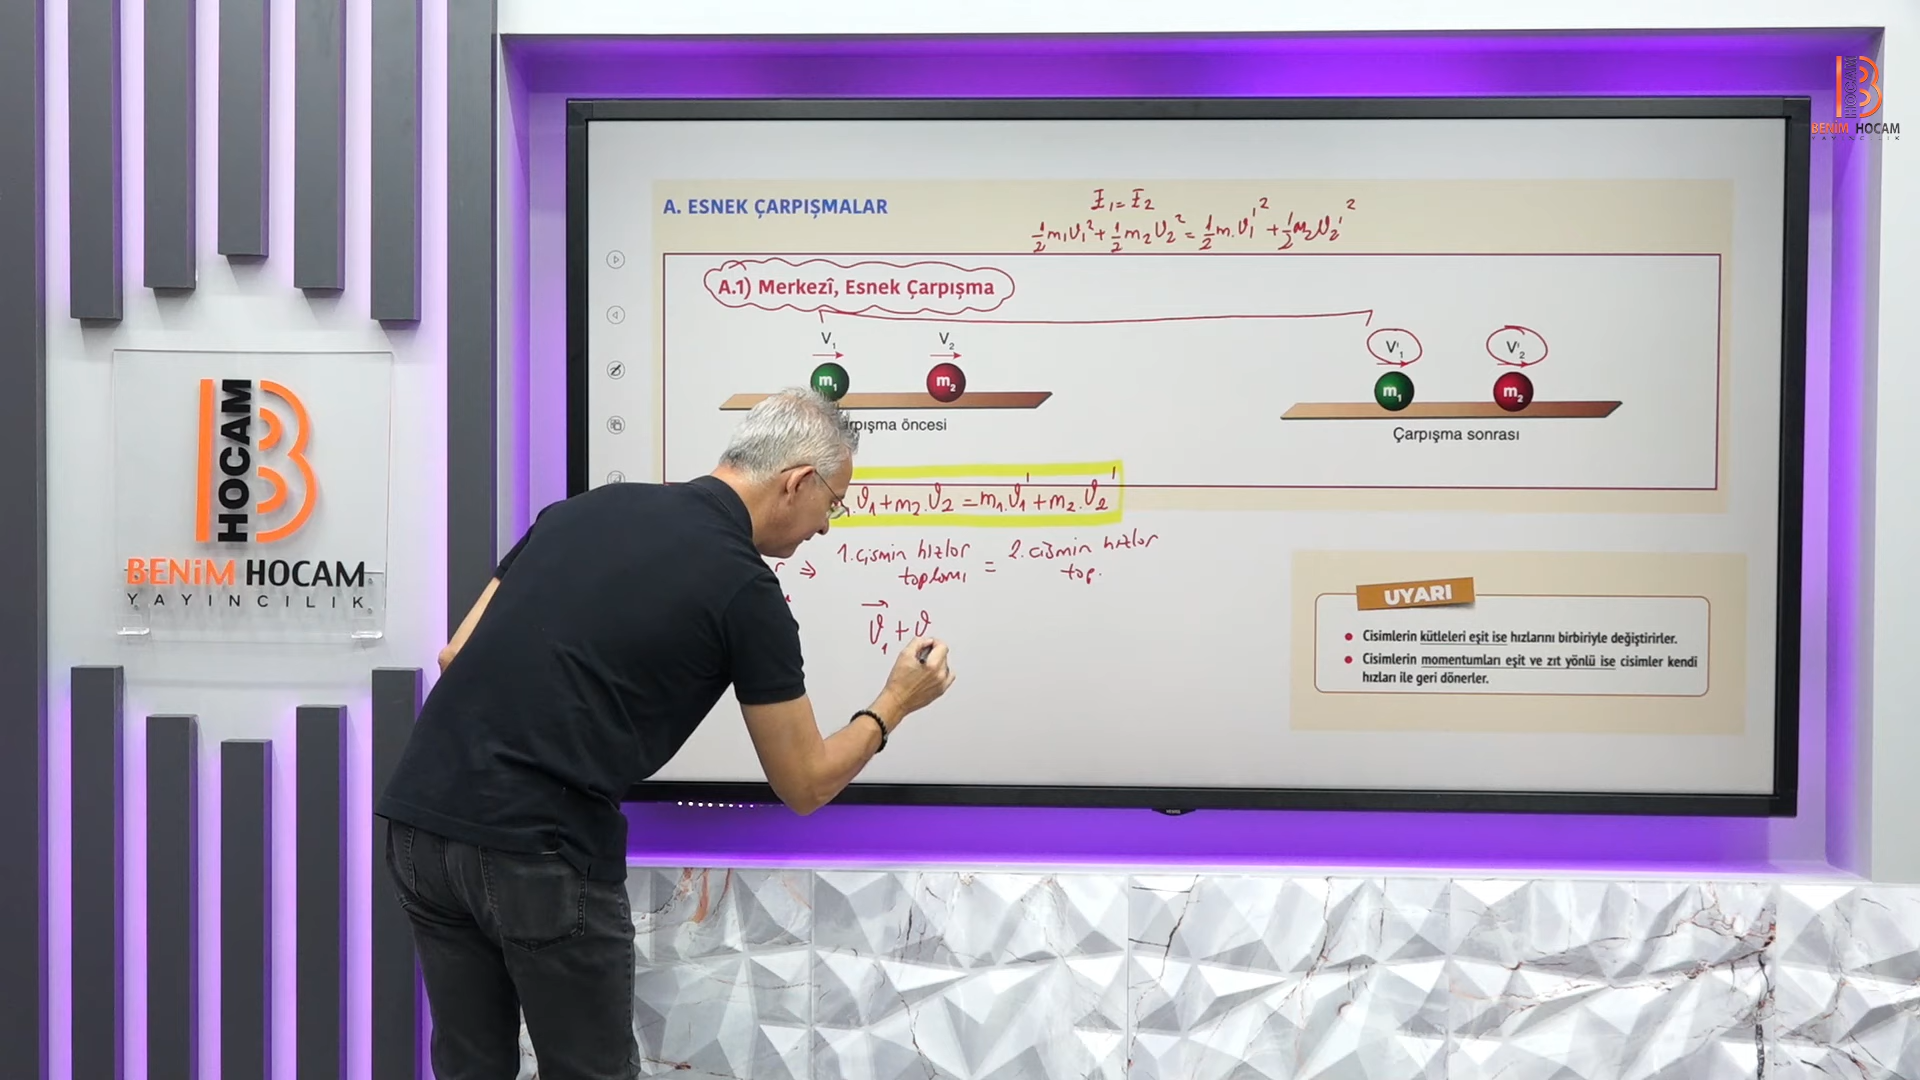 BENİM HOCAM
YAYINCILIK
A. ESNEK ÇARPIŞMALAR
E₁ = E₂
½m₁V₁² + ½m₂V₂² = ½m₁V₁'² + ½m₂V₂'²
A.1) Merkezî, Esnek Çarpışma
V₁ V₂ V'₁ V'₂
m₁ m₂ m₁ m₂
arpışma öncesi Çarpışma sonrası
.V₁ + m₂.V₂ = m₁.V₁' + m₂.V₂'
⇒ 1. cismin hızlar toplamı = 2. cismin hızlar top.
V₁ + V
UYARI
• Cisimlerin kütleleri eşit ise hızlarını birbiriyle değiştirirler.
• Cisimlerin momentumları eşit ve zıt yönlü ise cisimler kendi
hızları ile geri dönerler.
HOCAM
BENİM HOCAM
YAYINCILIK